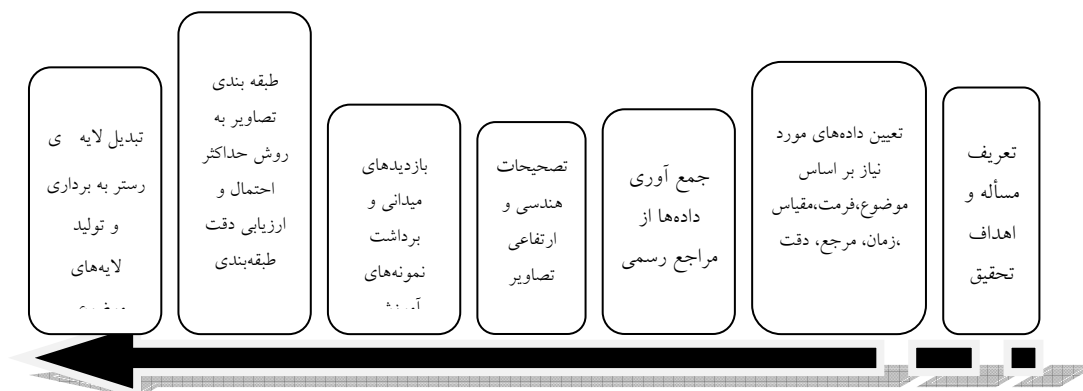 تعریف
مسأله و
اهداف
تحقیق
تعیین داده‌های مورد
نیاز بر اساس
موضوع،فرمت،مقیاس
،زمان، مرجع، دقت
جمع آوری
داده‌ها از
مراجع رسمی
تصحیحات
هندسی و
ارتفاعی
تصاویر
بازدیدهای
میدانی و
برداشت
نمونه‌های
طبقه بندی
تصاویر به
روش حداکثر
احتمال و
ارزیابی دقت
طبقه‌بندی
تبدیل لایه ی
رستر به برداری
و تولید
لایه‌های